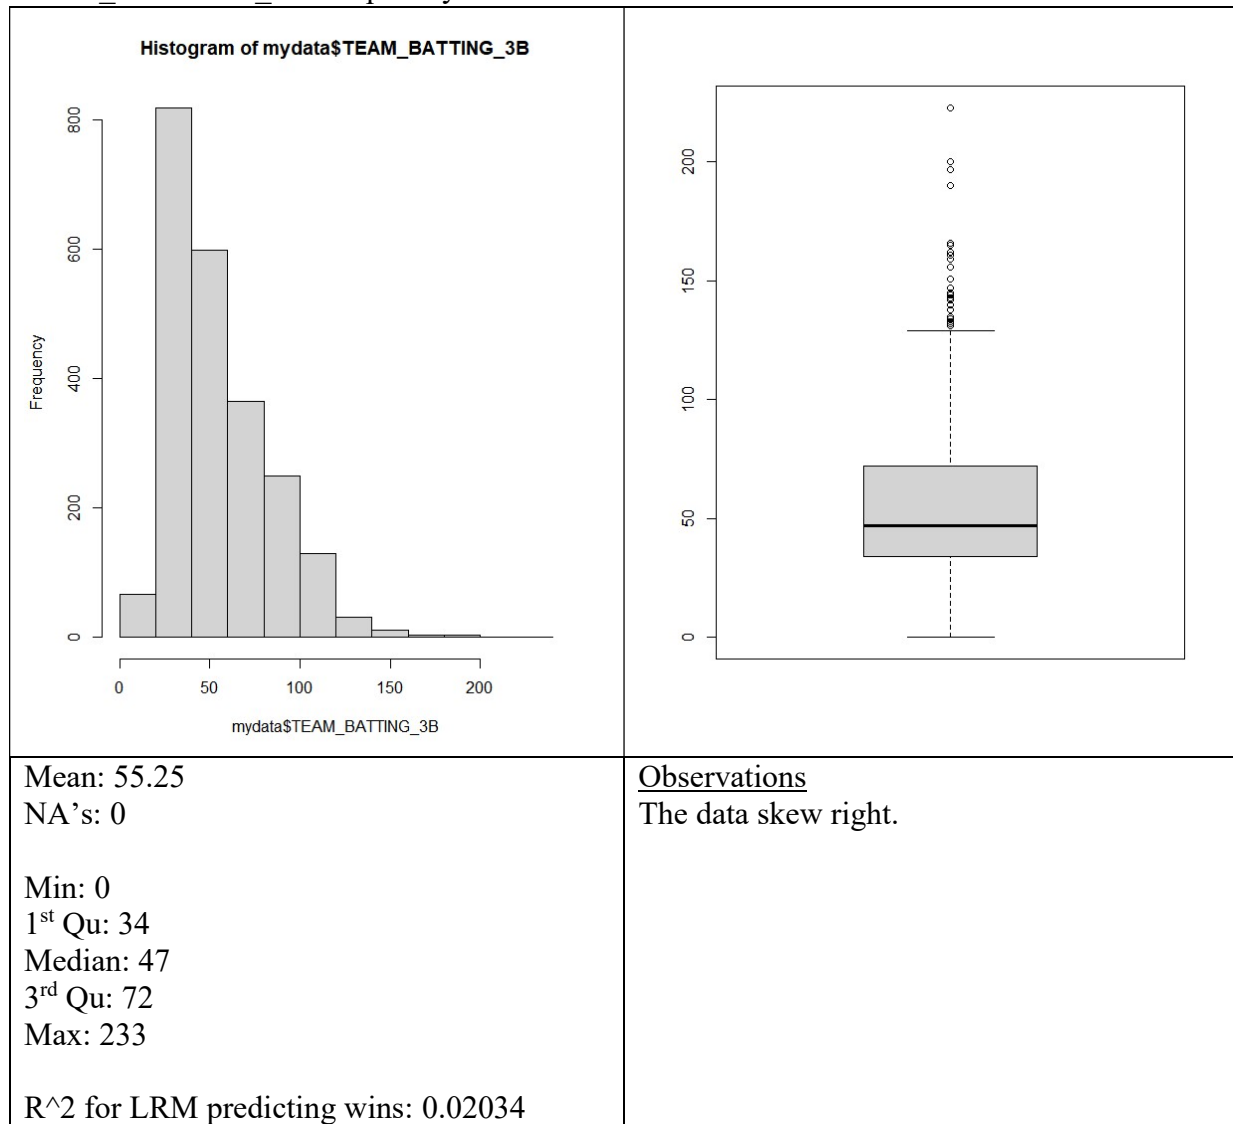 Histogram of mydata$TEAM_BATTING_3B
800
600
400
200
0
Frequency
0 50 100 150 200
mydata$TEAM_BATTING_3B
200
150
100
50
0
Mean: 55.25
NA’s: 0
Min: 0
1st Qu: 34
Median: 47
3rd Qu: 72
Max: 233
R^2 for LRM predicting wins: 0.02034
Observations
The data skew right.